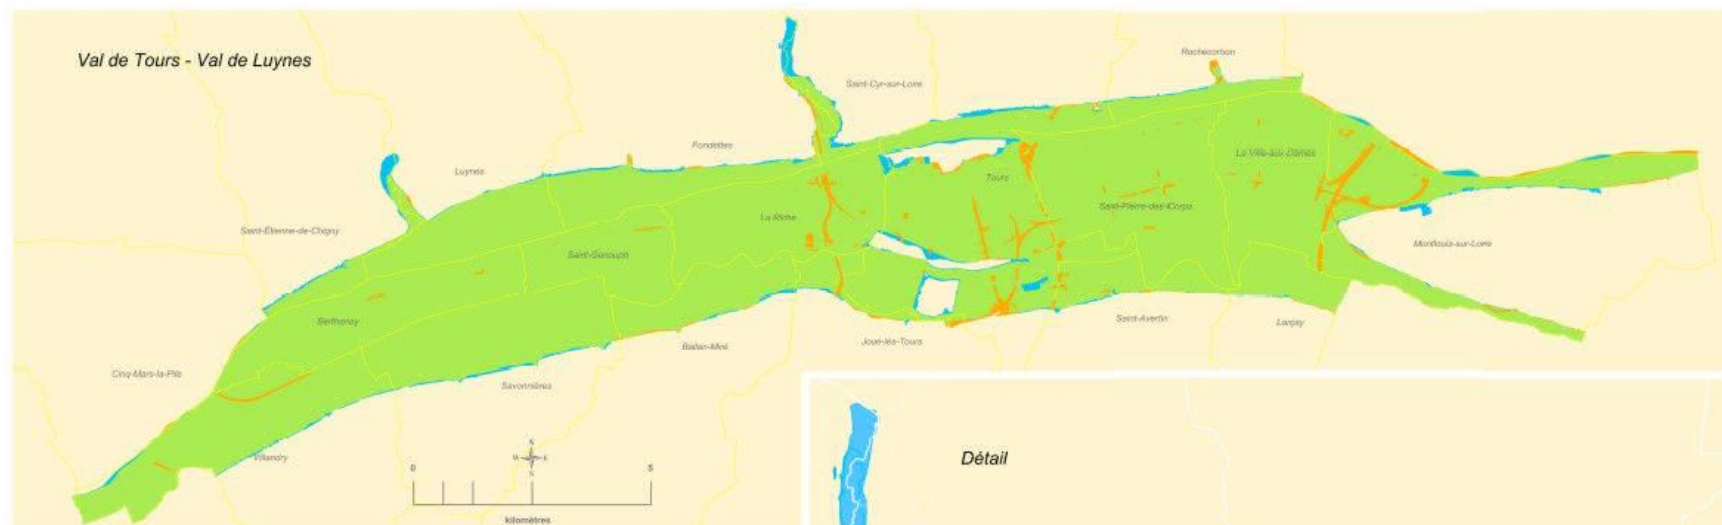 Val de Tours - Val de Luynes
Rochecorbon
Saint-Cyr-sur-Loire
Fondettes
Luynes
La Ville-aux-Dames
Tours
Saint-Pierre-des-Corps
La Riche
Saint-Étienne-de-Chigny
Saint-Genouph
Montlouis-sur-Loire
Berthenay
Saint-Avertin
Larçay
Joué-lès-Tours
Ballan-Miré
Cinq-Mars-la-Pile
Savonnières
Villandry
N
W E
S
0 5
kilomètres
Détail